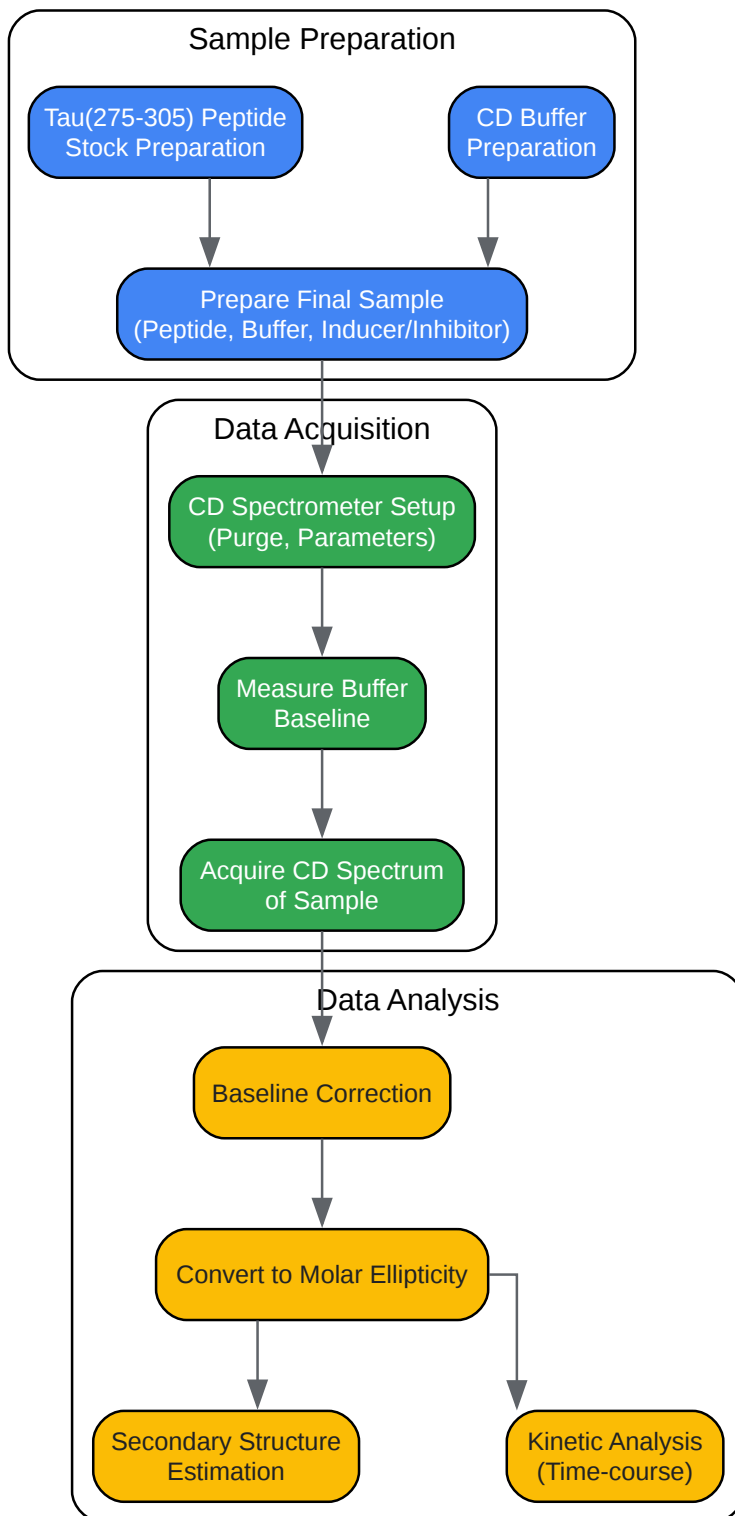 Sample Preparation
Tau(275-305) Peptide
Stock Preparation
CD Buffer
Preparation
Prepare Final Sample
(Peptide, Buffer, Inducer/Inhibitor)
Data Acquisition
CD Spectrometer Setup
(Purge, Parameters)
Measure Buffer
Baseline
Acquire CD Spectrum
of Sample
Data Analysis
Baseline Correction
Convert to Molar Ellipticity
Secondary Structure
Estimation
Kinetic Analysis
(Time-course)